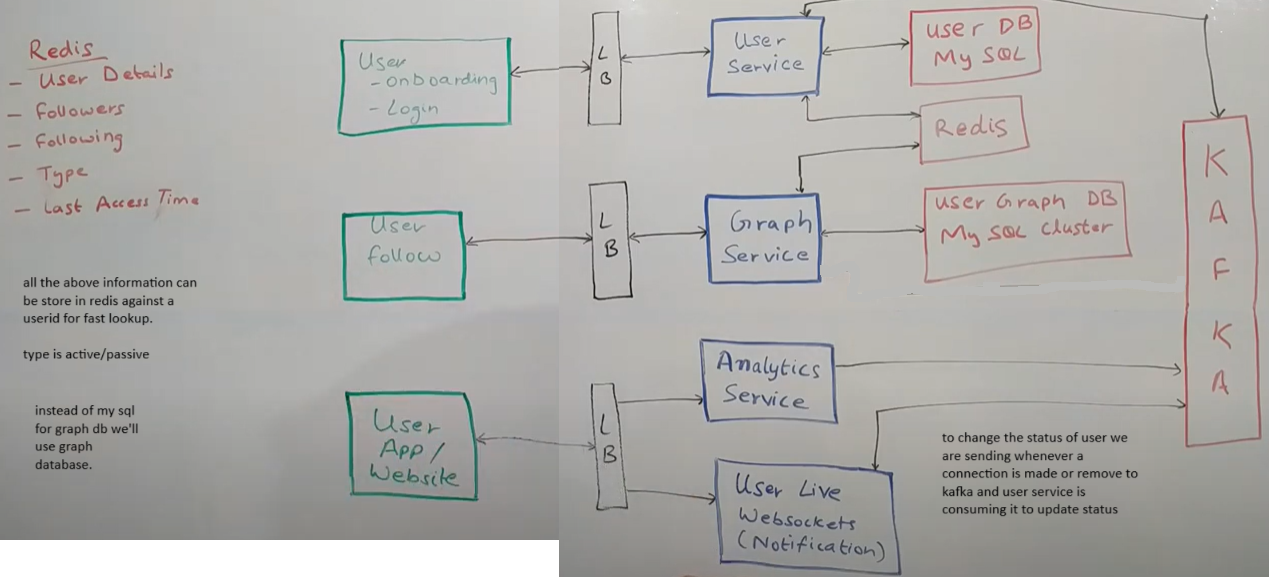 Redis
- User Details
- Followers
- Following
- Type
- Last Access Time
all the above information can
be store in redis against a
userid for fast lookup.
type is active/passive
instead of my sql
for graph db we'll
use graph
database.
User
- onboarding
- Login
L
B
User
Service
user DB
My SQL
Redis
User
follow
L
B
Graph
Service
user Graph DB
My SQL Cluster
User
App/
Website
L
B
Analytics
Service
User Live
Websockets
(Notification)
K
A
F
K
A
to change the status of user we
are sending whenever a
connection is made or remove to
kafka and user service is
consuming it to update status